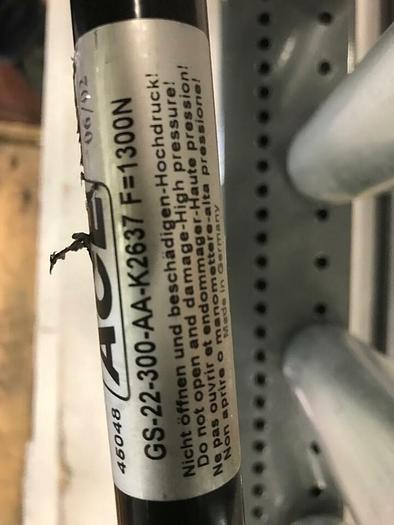 45048 ACE 06/02
GS-22-300-AA-K2637 F=1300N
Nicht öffnen und beschädigen-Hochdruck!
Do not open and damage-High pressure!
Ne pas ouvrir et endommager-Haute pression!
Non aprire o manomettere-alta pressione!
Made in Germany